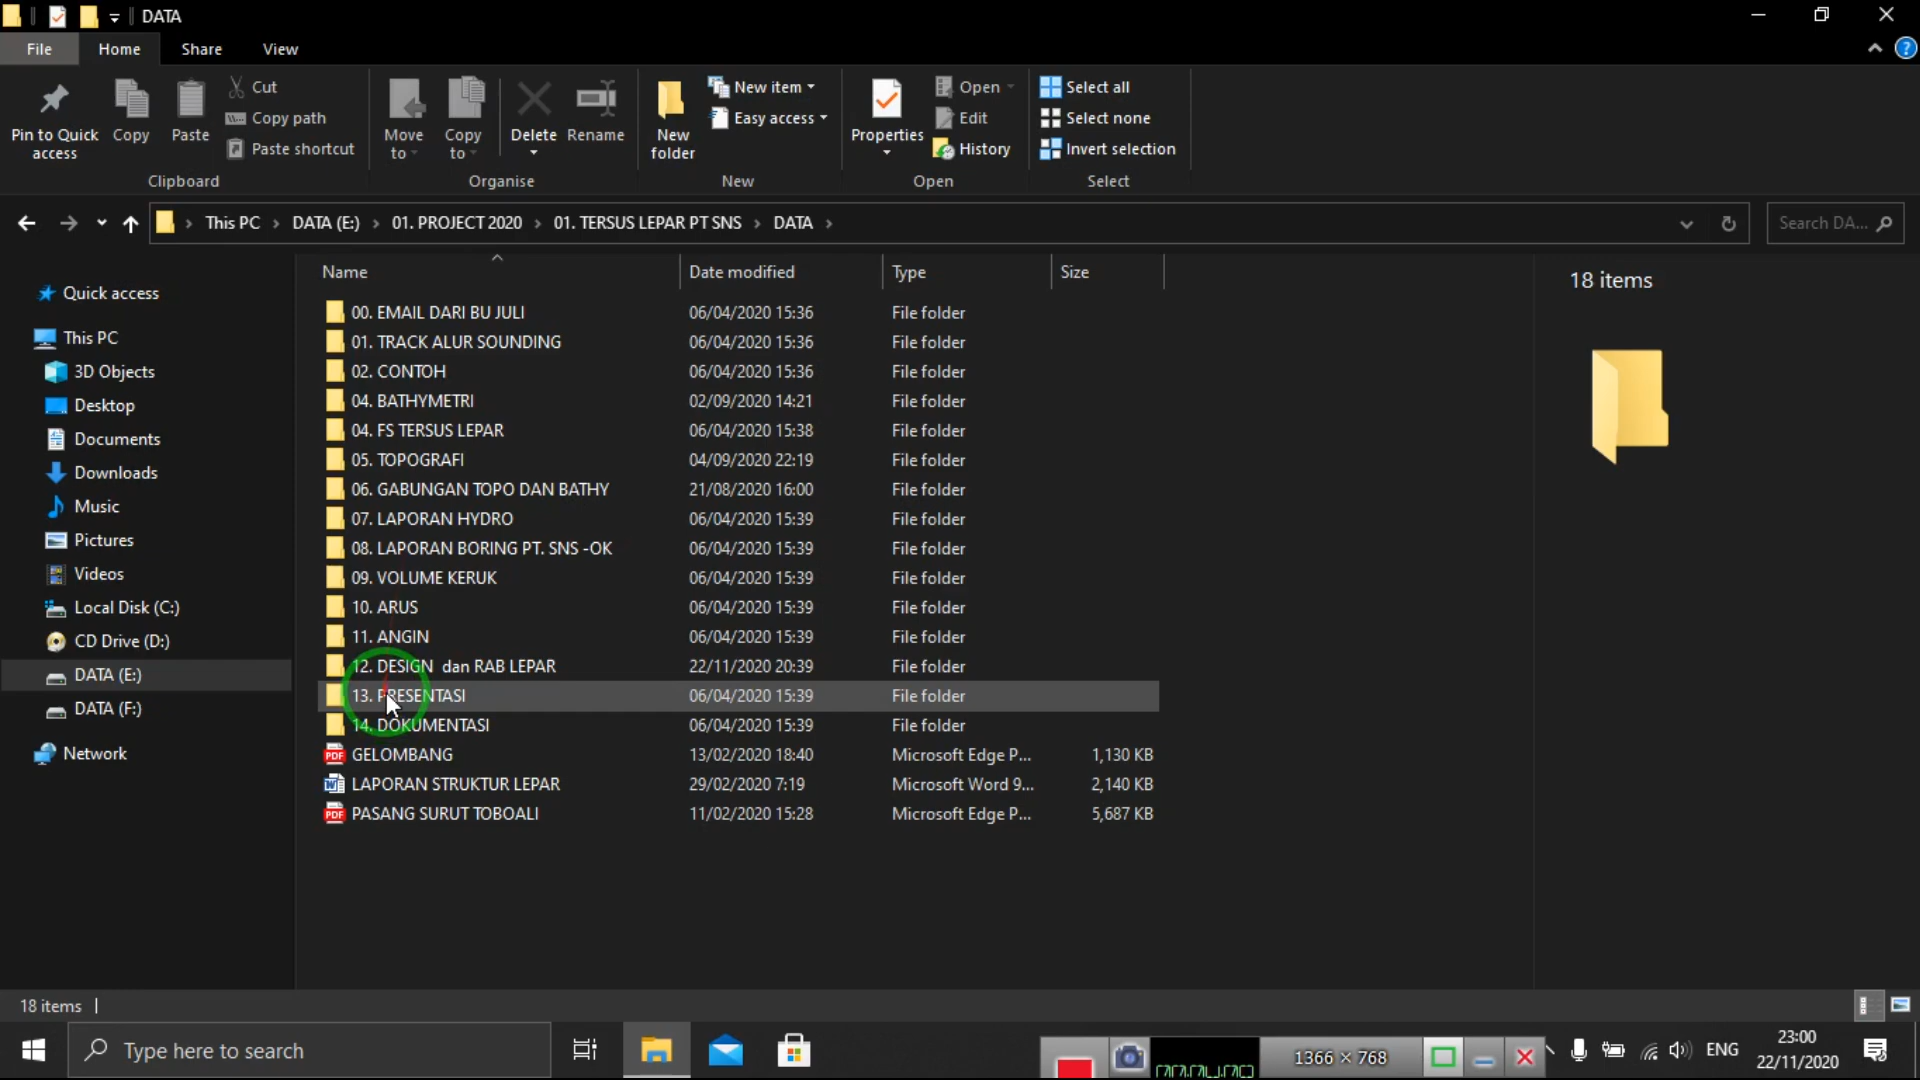 DATA
File Home Share View
Pin to Quick access
Copy
Paste
Cut
Copy path
Paste shortcut
Clipboard
Move to
Copy to
Delete
Rename
Organise
New folder
New item
Easy access
New
Properties
Open
Edit
History
Open
Select all
Select none
Invert selection
Select
This PC › DATA (E:) › 01. PROJECT 2020 › 01. TERSUS LEPAR PT SNS › DATA ›
Search DA...
Quick access
This PC
3D Objects
Desktop
Documents
Downloads
Music
Pictures
Videos
Local Disk (C:)
CD Drive (D:)
DATA (E:)
DATA (F:)
Network
Name Date modified Type Size
00. EMAIL DARI BU JULI 06/04/2020 15:36 File folder
01. TRACK ALUR SOUNDING 06/04/2020 15:36 File folder
02. CONTOH 06/04/2020 15:36 File folder
04. BATHYMETRI 02/09/2020 14:21 File folder
04. FS TERSUS LEPAR 06/04/2020 15:38 File folder
05. TOPOGRAFI 04/09/2020 22:19 File folder
06. GABUNGAN TOPO DAN BATHY 21/08/2020 16:00 File folder
07. LAPORAN HYDRO 06/04/2020 15:39 File folder
08. LAPORAN BORING PT. SNS -OK 06/04/2020 15:39 File folder
09. VOLUME KERUK 06/04/2020 15:39 File folder
10. ARUS 06/04/2020 15:39 File folder
11. ANGIN 06/04/2020 15:39 File folder
12. DESIGN dan RAB LEPAR 22/11/2020 20:39 File folder
13. PRESENTASI 06/04/2020 15:39 File folder
14. DOKUMENTASI 06/04/2020 15:39 File folder
GELOMBANG 13/02/2020 18:40 Microsoft Edge P... 1,130 KB
LAPORAN STRUKTUR LEPAR 29/02/2020 7:19 Microsoft Word 9... 2,140 KB
PASANG SURUT TOBOALI 11/02/2020 15:28 Microsoft Edge P... 5,687 KB
18 items
18 items
Type here to search
1366 × 768
ENG
23:00
22/11/2020